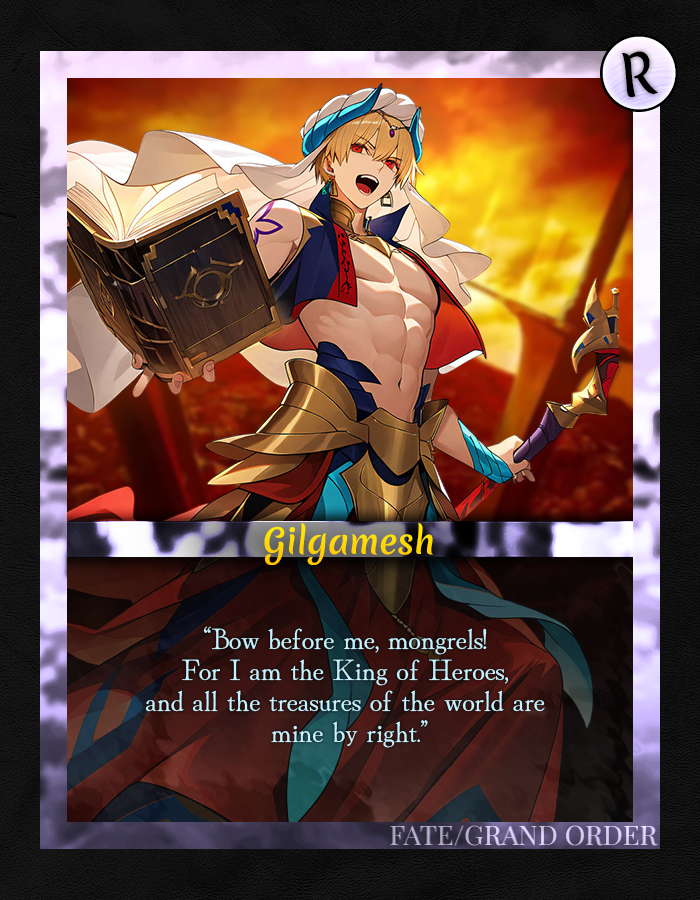 R
Gilgamesh
“Bow before me, mongrels!
For I am the King of Heroes,
and all the treasures of the world are
mine by right.”
FATE/GRAND ORDER